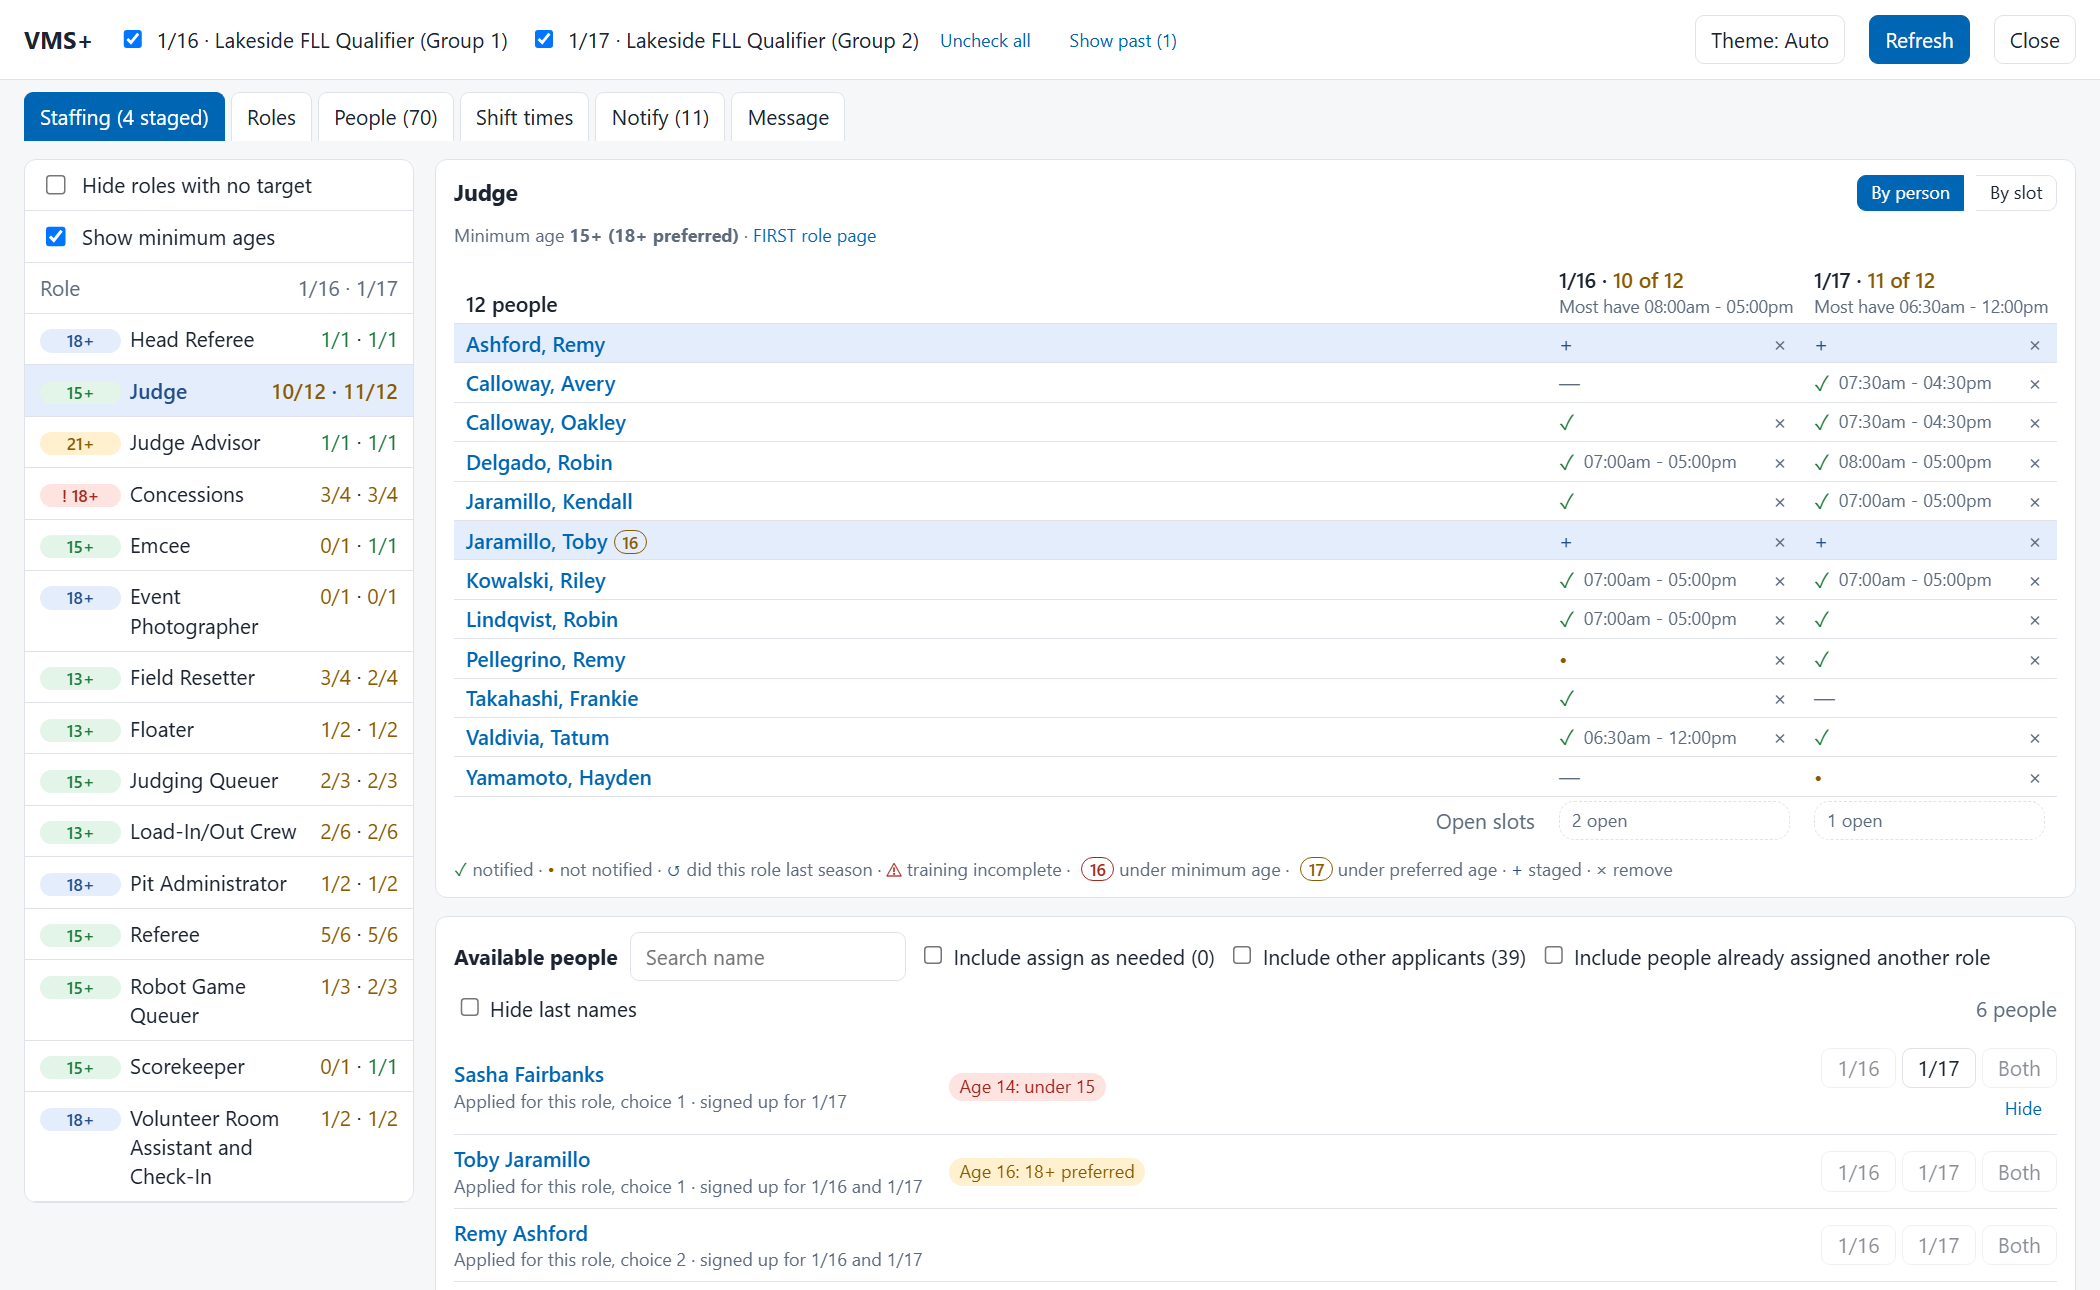 VMS+ 1/16 · Lakeside FLL Qualifier (Group 1) 1/17 · Lakeside FLL Qualifier (Group 2) Uncheck all Show past (1) Theme: Auto Refresh Close
Staffing (4 staged) Roles People (70) Shift times Notify (11) Message
Hide roles with no target
Show minimum ages
Role 1/16 · 1/17
18+ Head Referee 1/1 · 1/1
15+ Judge 10/12 · 11/12
21+ Judge Advisor 1/1 · 1/1
! 18+ Concessions 3/4 · 3/4
15+ Emcee 0/1 · 1/1
18+ Event 0/1 · 0/1
Photographer
13+ Field Resetter 3/4 · 2/4
13+ Floater 1/2 · 1/2
15+ Judging Queuer 2/3 · 2/3
13+ Load-In/Out Crew 2/6 · 2/6
18+ Pit Administrator 1/2 · 1/2
15+ Referee 5/6 · 5/6
15+ Robot Game 1/3 · 2/3
Queuer
15+ Scorekeeper 0/1 · 1/1
18+ Volunteer Room 1/2 · 1/2
Assistant and
Check-In
Judge By person By slot
Minimum age 15+ (18+ preferred) · FIRST role page
1/16 · 10 of 12 1/17 · 11 of 12
12 people Most have 08:00am - 05:00pm Most have 06:30am - 12:00pm
Ashford, Remy + × + ×
Calloway, Avery — ✓ 07:30am - 04:30pm ×
Calloway, Oakley ✓ × ✓ 07:30am - 04:30pm ×
Delgado, Robin ✓ 07:00am - 05:00pm × ✓ 08:00am - 05:00pm ×
Jaramillo, Kendall ✓ × ✓ 07:00am - 05:00pm ×
Jaramillo, Toby 16 + × + ×
Kowalski, Riley ✓ 07:00am - 05:00pm × ✓ 07:00am - 05:00pm ×
Lindqvist, Robin ✓ 07:00am - 05:00pm × ✓ ×
Pellegrino, Remy • × ✓ ×
Takahashi, Frankie ✓ × —
Valdivia, Tatum ✓ 06:30am - 12:00pm × ✓ ×
Yamamoto, Hayden — • ×
Open slots 2 open 1 open
✓ notified · • not notified · ↺ did this role last season · ⚠ training incomplete · 16 under minimum age · 17 under preferred age · + staged · × remove
Available people Search name Include assign as needed (0) Include other applicants (39) Include people already assigned another role
Hide last names 6 people
Sasha Fairbanks Age 14: under 15 1/16 1/17 Both
Applied for this role, choice 1 · signed up for 1/17 Hide
Toby Jaramillo Age 16: 18+ preferred 1/16 1/17 Both
Applied for this role, choice 1 · signed up for 1/16 and 1/17
Remy Ashford 1/16 1/17 Both
Applied for this role, choice 2 · signed up for 1/16 and 1/17